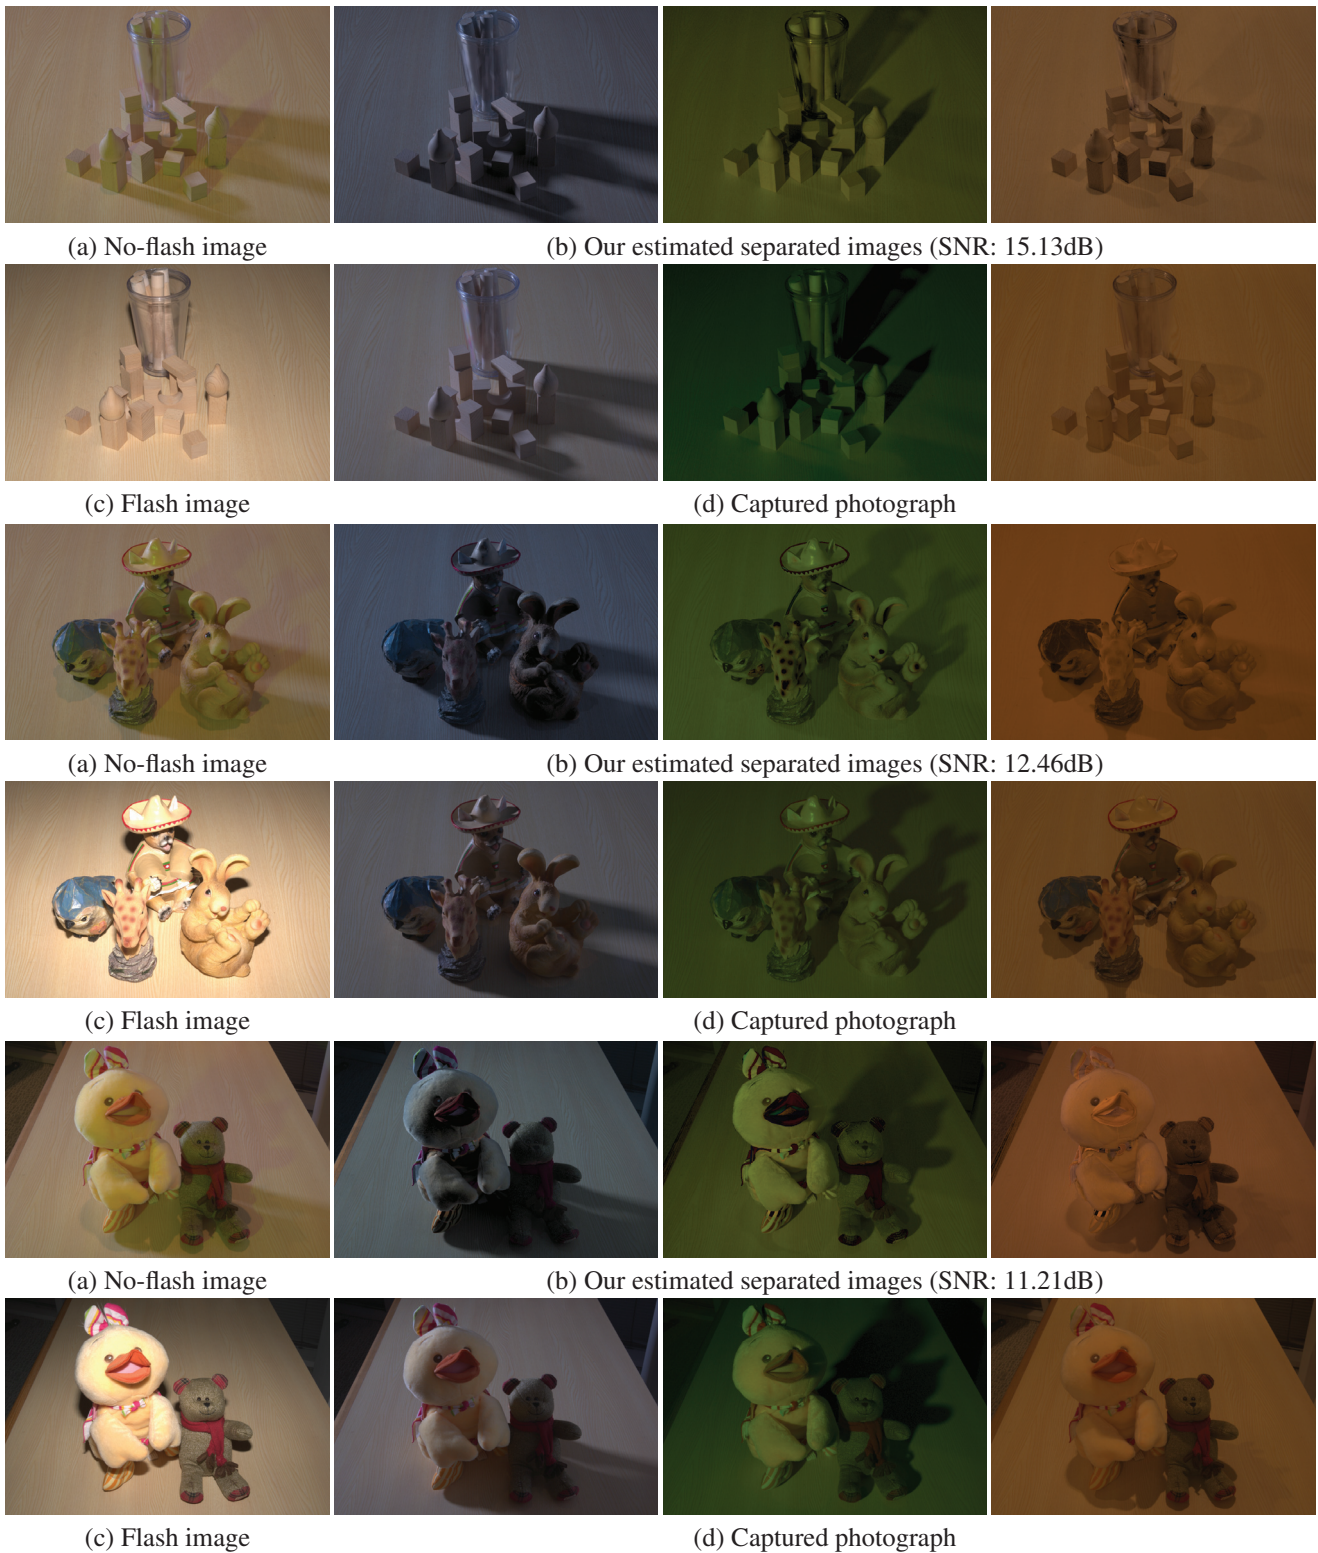 (a) No-flash image
(b) Our estimated separated images (SNR: 15.13dB)
(c) Flash image
(d) Captured photograph
(a) No-flash image
(b) Our estimated separated images (SNR: 12.46dB)
(c) Flash image
(d) Captured photograph
(a) No-flash image
(b) Our estimated separated images (SNR: 11.21dB)
(c) Flash image
(d) Captured photograph